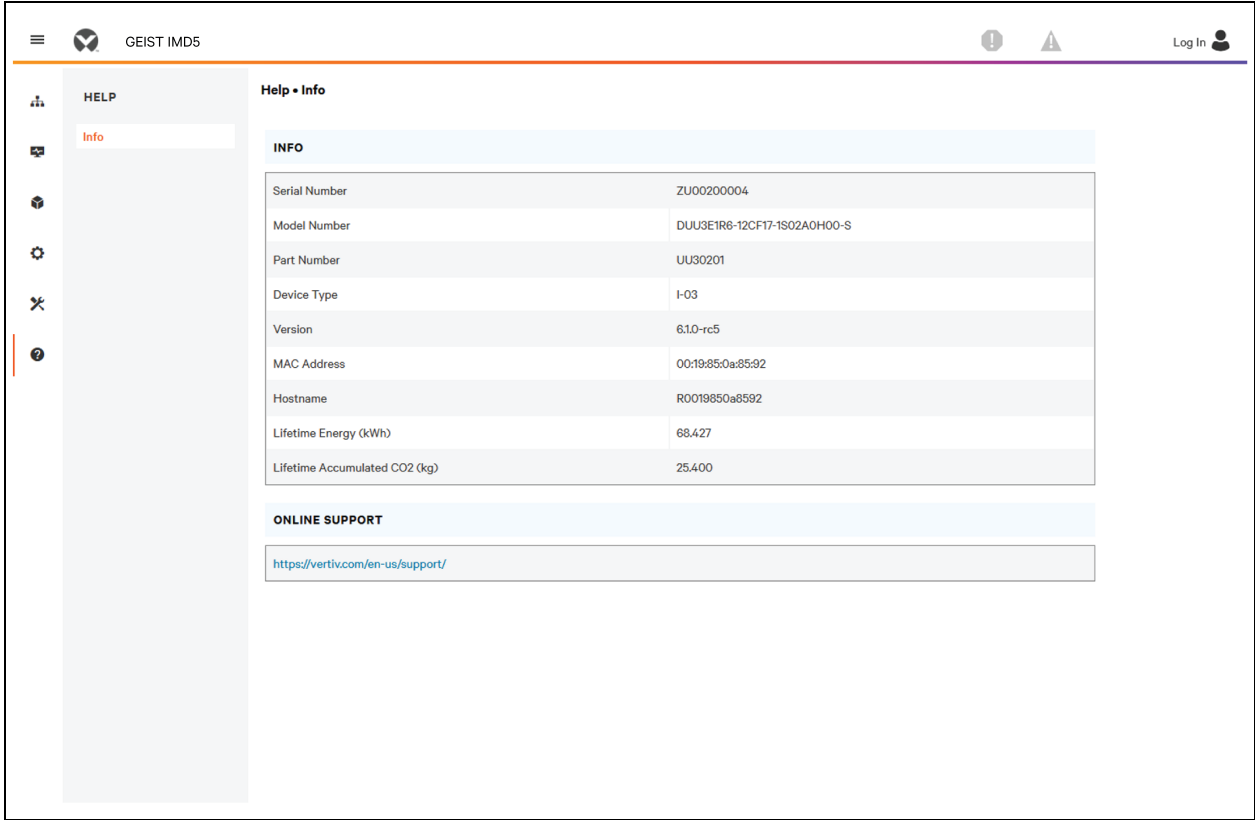 GEIST IMD5
Log In
HELP
Info
Help • Info
INFO
Serial Number ZU00200004
Model Number DUU3E1R6-12CF17-1S02A0H00-S
Part Number UU30201
Device Type I-03
Version 6.1.0-rc5
MAC Address 00:19:85:0a:85:92
Hostname R0019850a8592
Lifetime Energy (kWh) 68.427
Lifetime Accumulated CO2 (kg) 25.400
ONLINE SUPPORT
https://vertiv.com/en-us/support/